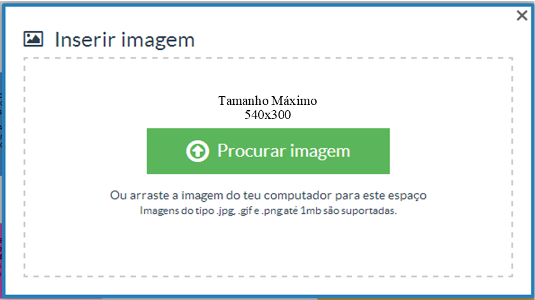 Inserir imagem
Tamanho Máximo
540x300
Procurar imagem
Ou arraste a imagem do teu computador para este espaço
Imagens do tipo .jpg, .gif e .png até 1mb são suportadas.